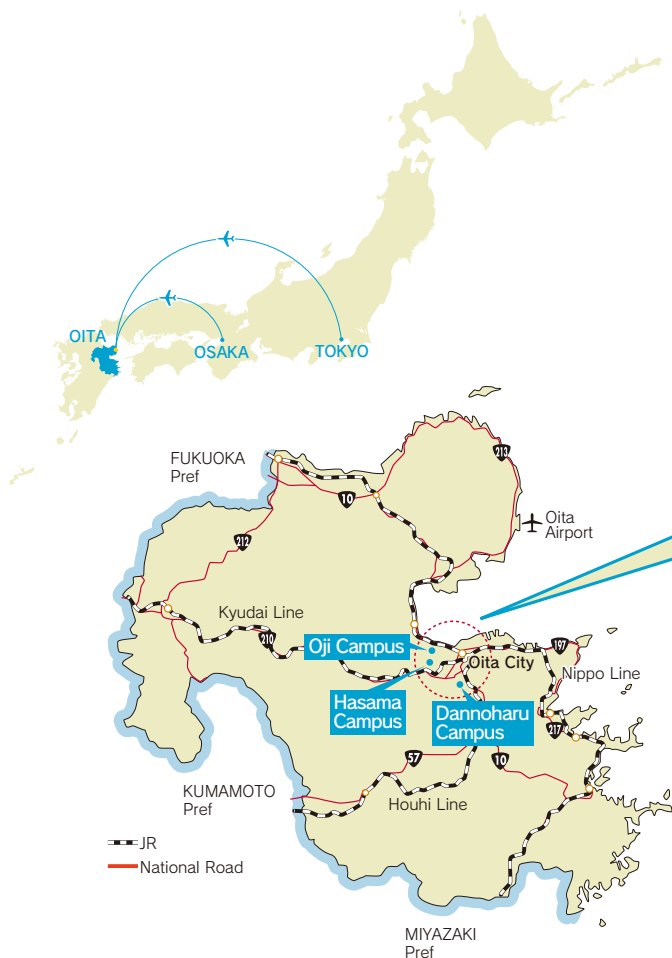 OITA
OSAKA
TOKYO
FUKUOKA
Pref
213
10
Oita
Airport
212
Kyudai Line
210
Oji Campus
Oita City
197
Nippo Line
Hasama
Campus
Dannoharu
Campus
217
57
10
KUMAMOTO
Pref
Houhi Line
JR
National Road
MIYAZAKI
Pref